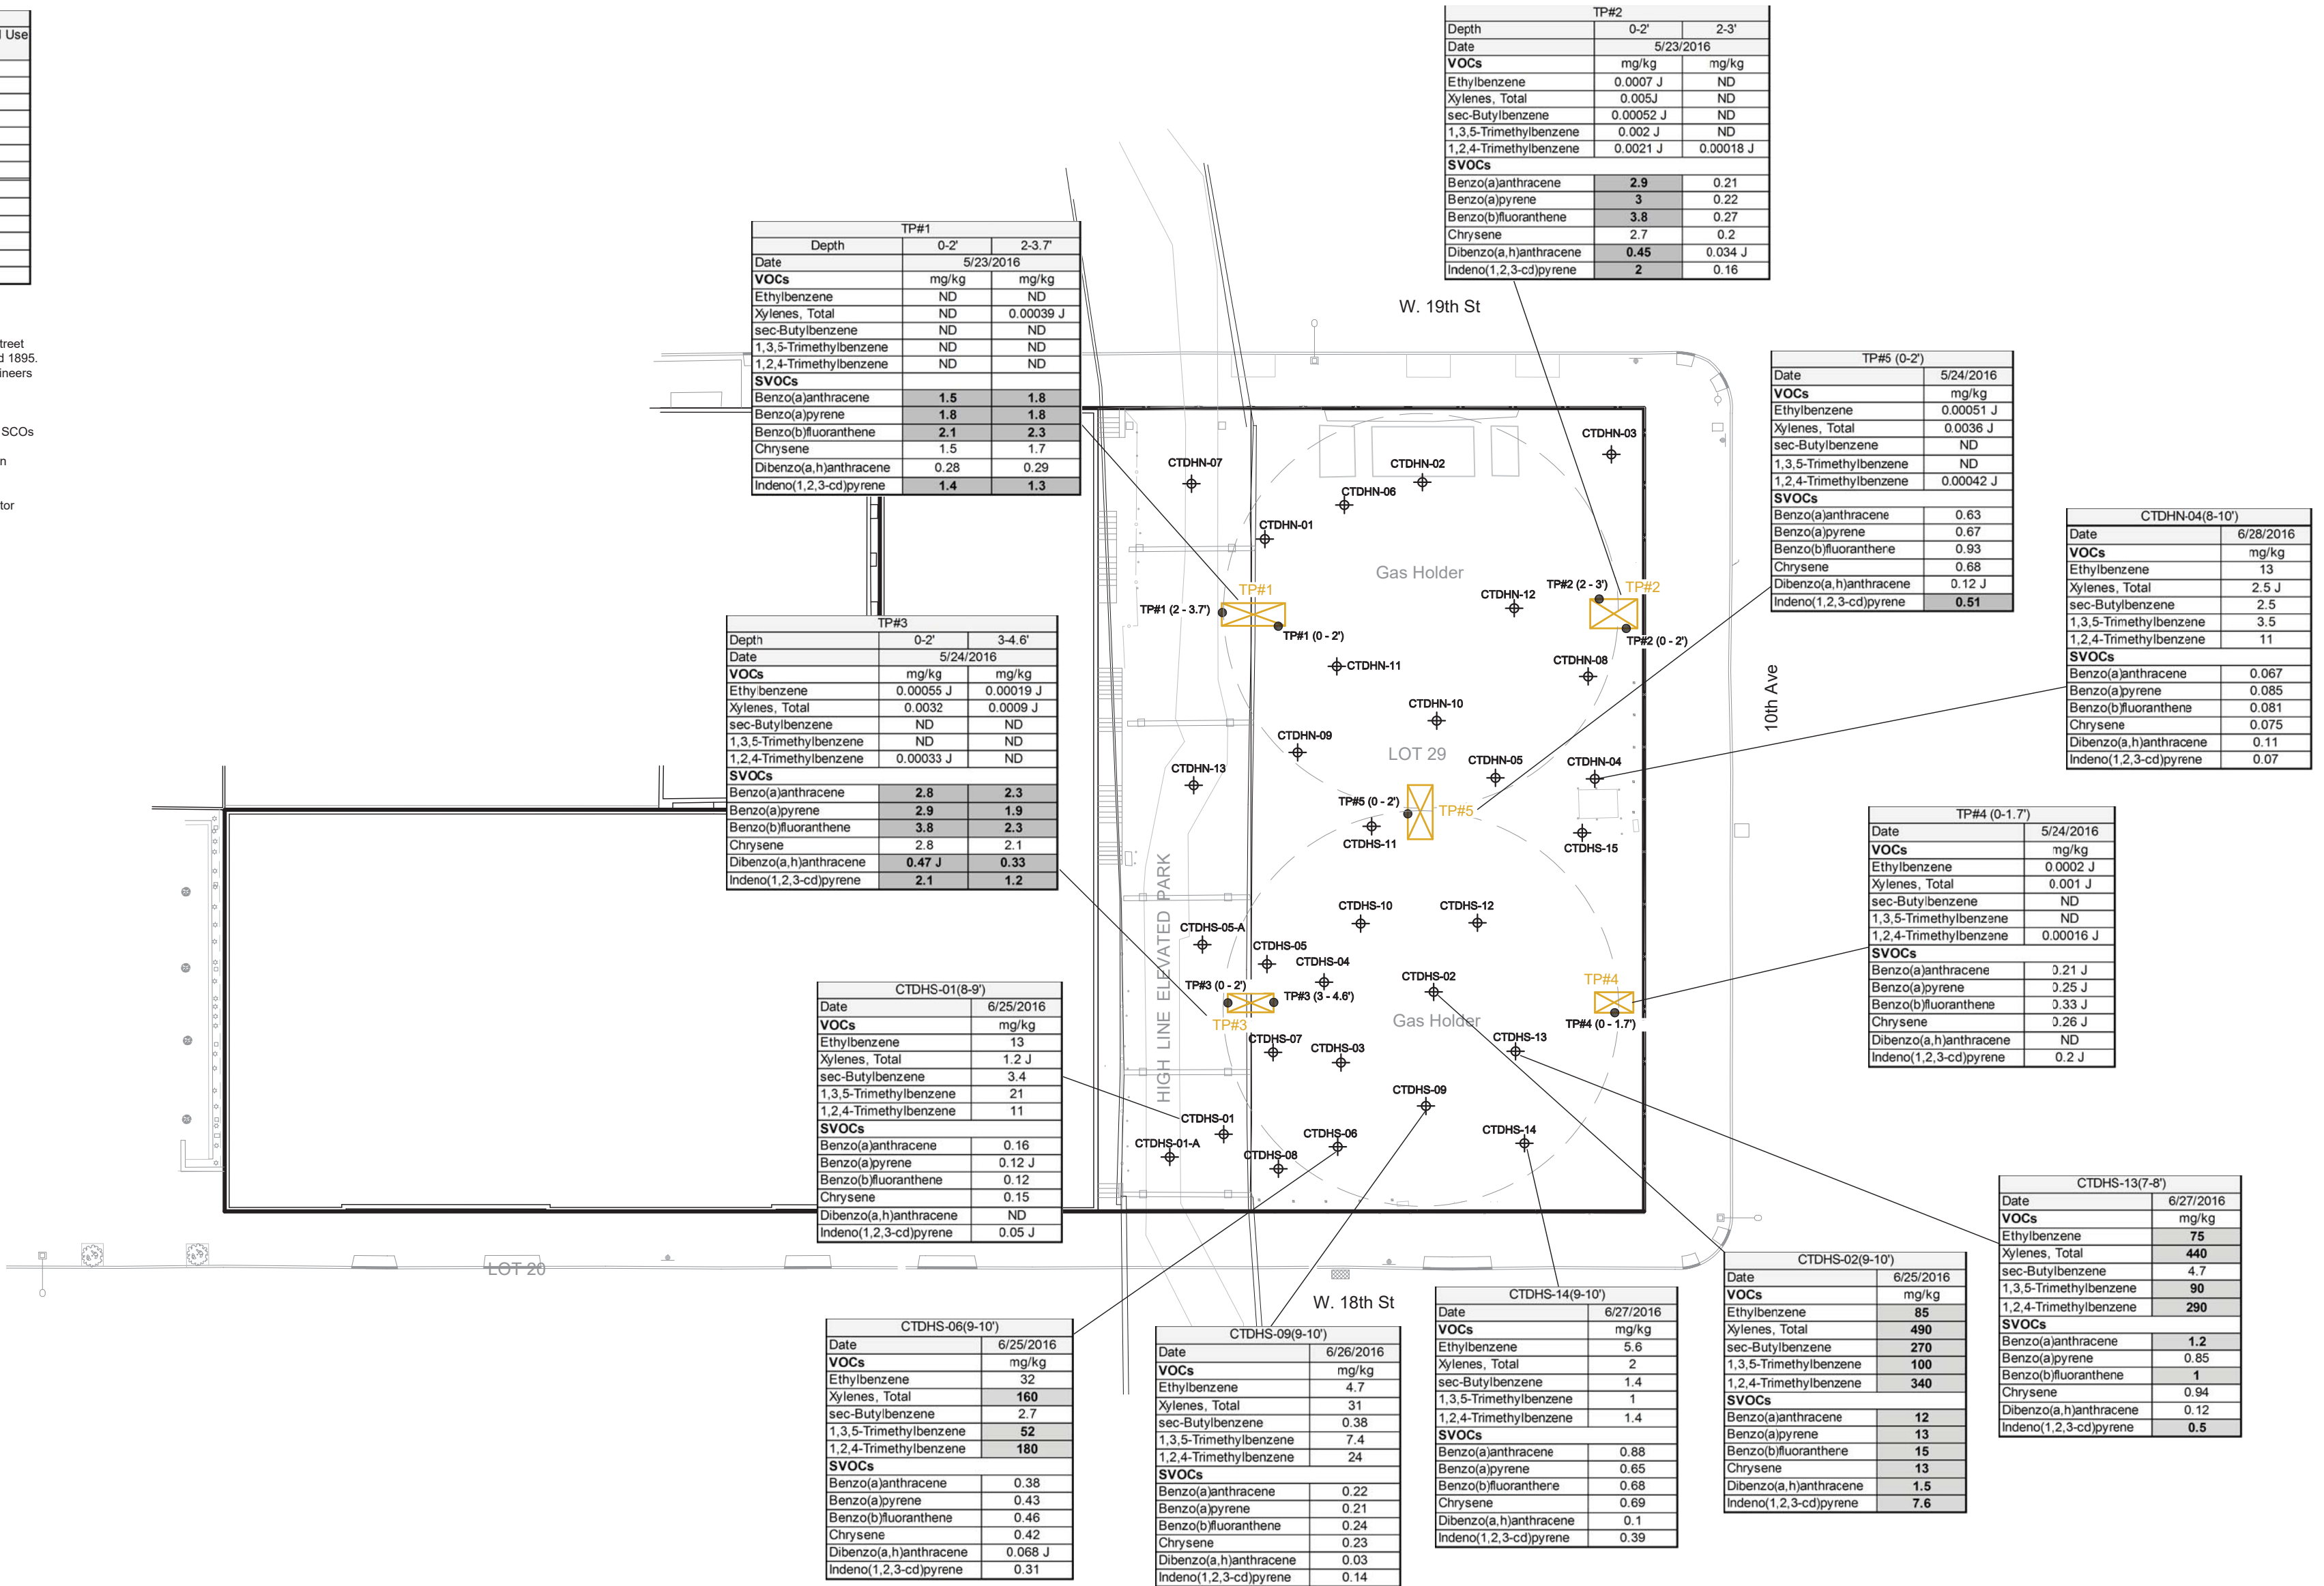 Use
treet
d 1895.
ineers
SCOs
n
tor
TP#2
Depth 0-2' 2-3'
Date 5/23/2016
VOCs mg/kg mg/kg
Ethylbenzene 0.0007 J ND
Xylenes, Total 0.005J ND
sec-Butylbenzene 0.00052 J ND
1,3,5-Trimethylbenzene 0.002 J ND
1,2,4-Trimethylbenzene 0.0021 J 0.00018 J
SVOCs
Benzo(a)anthracene 2.9 0.21
Benzo(a)pyrene 3 0.22
Benzo(b)fluoranthene 3.8 0.27
Chrysene 2.7 0.2
Dibenzo(a,h)anthracene 0.45 0.034 J
Indeno(1,2,3-cd)pyrene 2 0.16
TP#1
Depth 0-2' 2-3.7'
Date 5/23/2016
VOCs mg/kg mg/kg
Ethylbenzene ND ND
Xylenes, Total ND 0.00039 J
sec-Butylbenzene ND ND
1,3,5-Trimethylbenzene ND ND
1,2,4-Trimethylbenzene ND ND
SVOCs
Benzo(a)anthracene 1.5 1.8
Benzo(a)pyrene 1.8 1.8
Benzo(b)fluoranthene 2.1 2.3
Chrysene 1.5 1.7
Dibenzo(a,h)anthracene 0.28 0.29
Indeno(1,2,3-cd)pyrene 1.4 1.3
W. 19th St
TP#5 (0-2')
Date 5/24/2016
VOCs mg/kg
Ethylbenzene 0.00051 J
Xylenes, Total 0.0036 J
sec-Butylbenzene ND
1,3,5-Trimethylbenzene ND
1,2,4-Trimethylbenzene 0.00042 J
SVOCs
Benzo(a)anthracene 0.63
Benzo(a)pyrene 0.67
Benzo(b)fluoranthene 0.93
Chrysene 0.68
Dibenzo(a,h)anthracene 0.12 J
Indeno(1,2,3-cd)pyrene 0.51
CTDHN-04(8-10')
Date 6/28/2016
VOCs mg/kg
Ethylbenzene 13
Xylenes, Total 2.5 J
sec-Butylbenzene 2.5
1,3,5-Trimethylbenzene 3.5
1,2,4-Trimethylbenzene 11
SVOCs
Benzo(a)anthracene 0.067
Benzo(a)pyrene 0.085
Benzo(b)fluoranthene 0.081
Chrysene 0.075
Dibenzo(a,h)anthracene 0.11
Indeno(1,2,3-cd)pyrene 0.07
CTDHN-03
CTDHN-07
CTDHN-02
CTDHN-06
CTDHN-01
Gas Holder
TP#1
TP#2 (2 - 3')
TP#2
CTDHN-12
TP#1 (2 - 3.7')
TP#1 (0 - 2')
TP#2 (0 - 2')
CTDHN-11
CTDHN-08
10th Ave
CTDHN-10
CTDHN-09
LOT 29
CTDHN-13
CTDHN-05
CTDHN-04
TP#5 (0 - 2')
TP#5
CTDHS-11
CTDHS-15
HIGH LINE ELEVATED PARK
CTDHS-10
CTDHS-12
CTDHS-05-A
CTDHS-05
CTDHS-04
CTDHS-02
TP#4
TP#3 (0 - 2')
TP#3 (3 - 4.6')
TP#3
Gas Holder
TP#4 (0 - 1.7')
CTDHS-07
CTDHS-03
CTDHS-13
CTDHS-09
CTDHS-01
CTDHS-01-A
CTDHS-06
CTDHS-14
CTDHS-08
TP#3
Depth 0-2' 3-4.6'
Date 5/24/2016
VOCs mg/kg mg/kg
Ethylbenzene 0.00055 J 0.00019 J
Xylenes, Total 0.0032 0.0009 J
sec-Butylbenzene ND ND
1,3,5-Trimethylbenzene ND ND
1,2,4-Trimethylbenzene 0.00033 J ND
SVOCs
Benzo(a)anthracene 2.8 2.3
Benzo(a)pyrene 2.9 1.9
Benzo(b)fluoranthene 3.8 2.3
Chrysene 2.8 2.1
Dibenzo(a,h)anthracene 0.47 J 0.33
Indeno(1,2,3-cd)pyrene 2.1 1.2
TP#4 (0-1.7')
Date 5/24/2016
VOCs mg/kg
Ethylbenzene 0.0002 J
Xylenes, Total 0.001 J
sec-Butylbenzene ND
1,3,5-Trimethylbenzene ND
1,2,4-Trimethylbenzene 0.00016 J
SVOCs
Benzo(a)anthracene 0.21 J
Benzo(a)pyrene 0.25 J
Benzo(b)fluoranthene 0.33 J
Chrysene 0.26 J
Dibenzo(a,h)anthracene ND
Indeno(1,2,3-cd)pyrene 0.2 J
CTDHS-01(8-9')
Date 6/25/2016
VOCs mg/kg
Ethylbenzene 13
Xylenes, Total 1.2 J
sec-Butylbenzene 3.4
1,3,5-Trimethylbenzene 21
1,2,4-Trimethylbenzene 11
SVOCs
Benzo(a)anthracene 0.16
Benzo(a)pyrene 0.12 J
Benzo(b)fluoranthene 0.12
Chrysene 0.15
Dibenzo(a,h)anthracene ND
Indeno(1,2,3-cd)pyrene 0.05 J
CTDHS-13(7-8')
Date 6/27/2016
VOCs mg/kg
Ethylbenzene 75
Xylenes, Total 440
sec-Butylbenzene 4.7
1,3,5-Trimethylbenzene 90
1,2,4-Trimethylbenzene 290
SVOCs
Benzo(a)anthracene 1.2
Benzo(a)pyrene 0.85
Benzo(b)fluoranthene 1
Chrysene 0.94
Dibenzo(a,h)anthracene 0.12
Indeno(1,2,3-cd)pyrene 0.5
LOT 20
W. 18th St
CTDHS-02(9-10')
Date 6/25/2016
VOCs mg/kg
Ethylbenzene 85
Xylenes, Total 490
sec-Butylbenzene 270
1,3,5-Trimethylbenzene 100
1,2,4-Trimethylbenzene 340
SVOCs
Benzo(a)anthracene 12
Benzo(a)pyrene 13
Benzo(b)fluoranthene 15
Chrysene 13
Dibenzo(a,h)anthracene 1.5
Indeno(1,2,3-cd)pyrene 7.6
CTDHS-14(9-10')
Date 6/27/2016
VOCs mg/kg
Ethylbenzene 5.6
Xylenes, Total 2
sec-Butylbenzene 1.4
1,3,5-Trimethylbenzene 1
1,2,4-Trimethylbenzene 1.4
SVOCs
Benzo(a)anthracene 0.88
Benzo(a)pyrene 0.65
Benzo(b)fluoranthene 0.68
Chrysene 0.69
Dibenzo(a,h)anthracene 0.1
Indeno(1,2,3-cd)pyrene 0.39
CTDHS-06(9-10')
Date 6/25/2016
VOCs mg/kg
Ethylbenzene 32
Xylenes, Total 160
sec-Butylbenzene 2.7
1,3,5-Trimethylbenzene 52
1,2,4-Trimethylbenzene 180
SVOCs
Benzo(a)anthracene 0.38
Benzo(a)pyrene 0.43
Benzo(b)fluoranthene 0.46
Chrysene 0.42
Dibenzo(a,h)anthracene 0.068 J
Indeno(1,2,3-cd)pyrene 0.31
CTDHS-09(9-10')
Date 6/26/2016
VOCs mg/kg
Ethylbenzene 4.7
Xylenes, Total 31
sec-Butylbenzene 0.38
1,3,5-Trimethylbenzene 7.4
1,2,4-Trimethylbenzene 24
SVOCs
Benzo(a)anthracene 0.22
Benzo(a)pyrene 0.21
Benzo(b)fluoranthene 0.24
Chrysene 0.23
Dibenzo(a,h)anthracene 0.03
Indeno(1,2,3-cd)pyrene 0.14